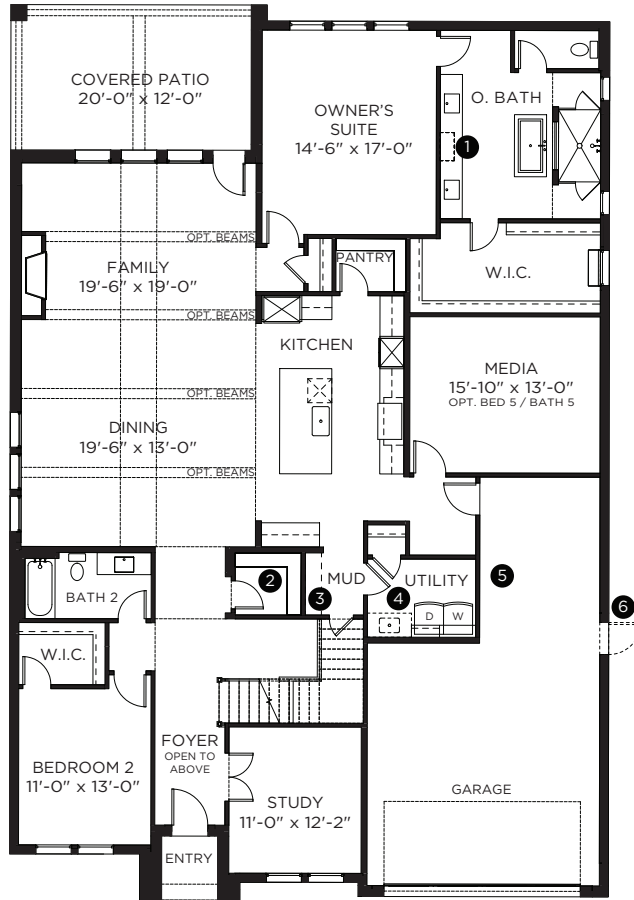 COVERED PATIO
20'-0" x 12'-0"
OWNER'S
SUITE
14'-6" x 17'-0"
O. BATH
1
OPT. BEAMS
PANTRY
W.I.C.
FAMILY
19'-6" x 19'-0"
OPT. BEAMS
KITCHEN
MEDIA
15'-10" x 13'-0"
OPT. BED 5 / BATH 5
OPT. BEAMS
DINING
19'-6" x 13'-0"
OPT. BEAMS
BATH 2
2
MUD
3
UTILITY
4
D
W
5
6
W.I.C.
FOYER
OPEN TO
ABOVE
BEDROOM 2
11'-0" x 13'-0"
STUDY
11'-0" x 12'-2"
GARAGE
ENTRY